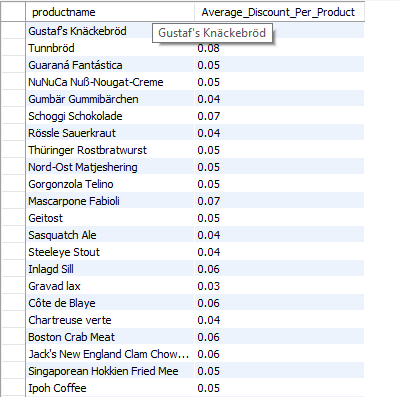 productname Average_Discount_Per_Product
Gustaf's Knäckebröd Gustaf's Knäckebröd
Tunnbröd 0.08
Guaraná Fantástica 0.05
NuNuCa Nuß-Nougat-Creme 0.05
Gumbär Gummibärchen 0.04
Schoggi Schokolade 0.07
Rössle Sauerkraut 0.04
Thüringer Rostbratwurst 0.05
Nord-Ost Matjeshering 0.05
Gorgonzola Telino 0.05
Mascarpone Fabioli 0.07
Geitost 0.05
Sasquatch Ale 0.04
Steeleye Stout 0.04
Inlagd Sill 0.06
Gravad lax 0.03
Côte de Blaye 0.06
Chartreuse verte 0.04
Boston Crab Meat 0.06
Jack's New England Clam Chow... 0.06
Singaporean Hokkien Fried Mee 0.05
Ipoh Coffee 0.05